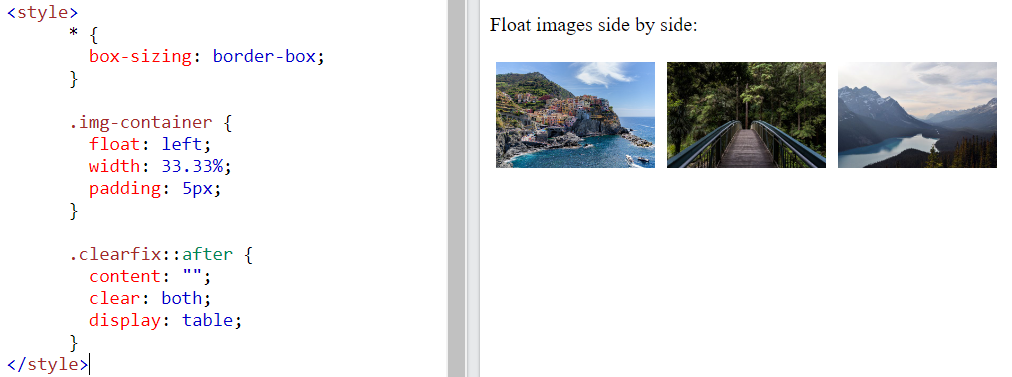 <style>
* {
box-sizing: border-box;
}
.img-container {
float: left;
width: 33.33%;
padding: 5px;
}
.clearfix::after {
content: "";
clear: both;
display: table;
}
</style>
Float images side by side: